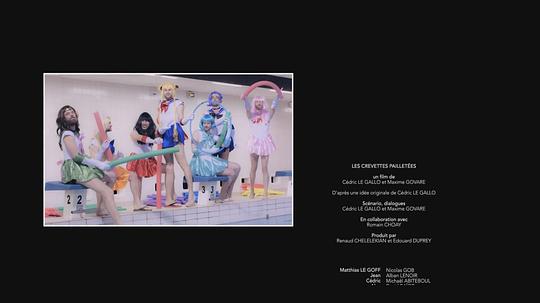 2 2
3
LES CREVETTES PAILLETÉES
un film de
Cédric LE GALLO et Maxime GOVARE
D'après une idée originale de Cédric LE GALLO
Scénario, dialogues
Cédric LE GALLO et Maxime GOVARE
En collaboration avec
Romain CHOAY
Produit par
Renaud CHELELEKIAN et Edouard DUPREY
Matthias LE GOFF Nicolas GOB
Jean Alban LENOIR
Cédric Michaël ABITEBOUL